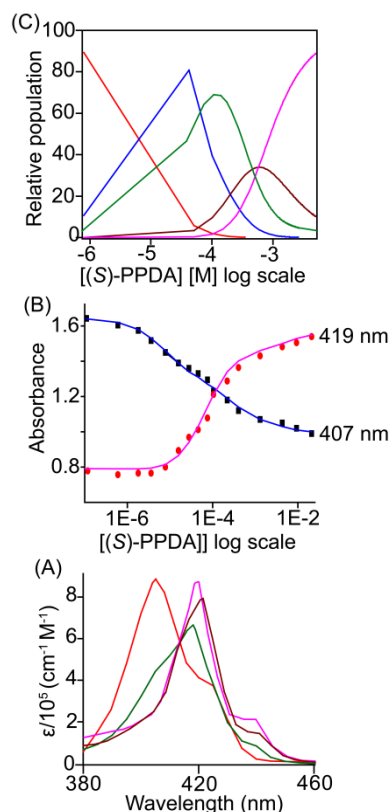 (C)
100
80
60
40
20
0
Relative population
-6 -5 -4 -3
[(S)-PPDA] [M] log scale
(B)
1.6
1.2
0.8
Absorbance
419 nm
407 nm
1E-6 1E-4 1E-2
[(S)-PPDA]] log scale
(A)
8
6
4
2
0
ε/10⁵ (cm⁻¹ M⁻¹)
380 420 460
Wavelength (nm)